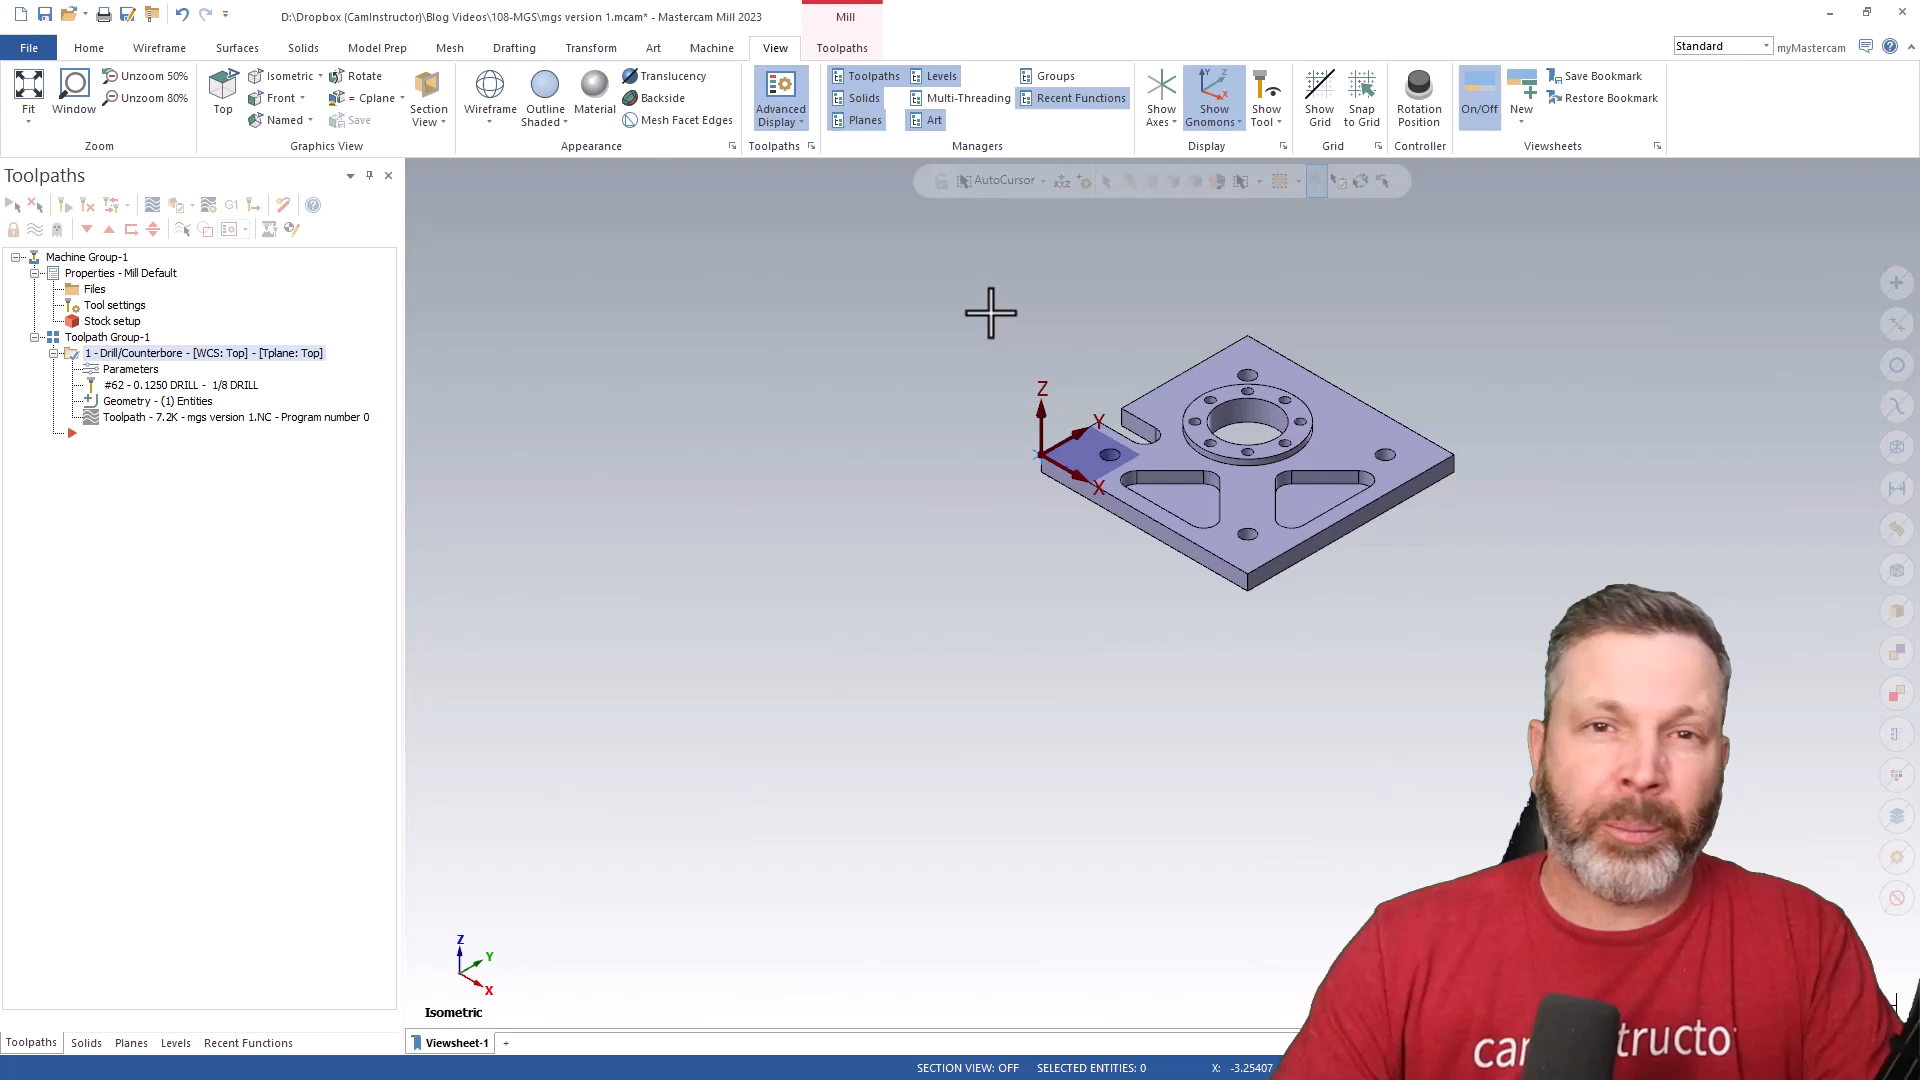 D:\Dropbox (CamInstructor)\Blog Videos\108-MGS\mgs version 1.mcam* - Mastercam Mill 2023
Mill
File Home Wireframe Surfaces Solids Model Prep Mesh Drafting Transform Art Machine View Toolpaths
Standard
myMastercam
Fit Window Unzoom 50% Unzoom 80%
Zoom
Top Isometric Front Named Rotate = Cplane Save Section View
Graphics View
Wireframe Outline Shaded Material Translucency Backside Mesh Facet Edges
Appearance
Advanced Display
Toolpaths
Toolpaths Solids Planes Levels Multi-Threading Art Groups Recent Functions
Managers
Show Axes Show Gnomons Show Tool
Display
Show Grid Snap to Grid
Grid
Rotation Position
Controller
On/Off New Save Bookmark Restore Bookmark
Viewsheets
Toolpaths
G1
AutoCursor
XYZ
Machine Group-1
Properties - Mill Default
Files
Tool settings
Stock setup
Toolpath Group-1
1 - Drill/Counterbore - [WCS: Top] - [Tplane: Top]
Parameters
#62 - 0.1250 DRILL - 1/8 DRILL
Geometry - (1) Entities
Toolpath - 7.2K - mgs version 1.NC - Program number 0
Z
Y
X
Z
Y
X
Isometric
Toolpaths Solids Planes Levels Recent Functions
Viewsheet-1 +
SECTION VIEW: OFF SELECTED ENTITIES: 0 X: -3.25407